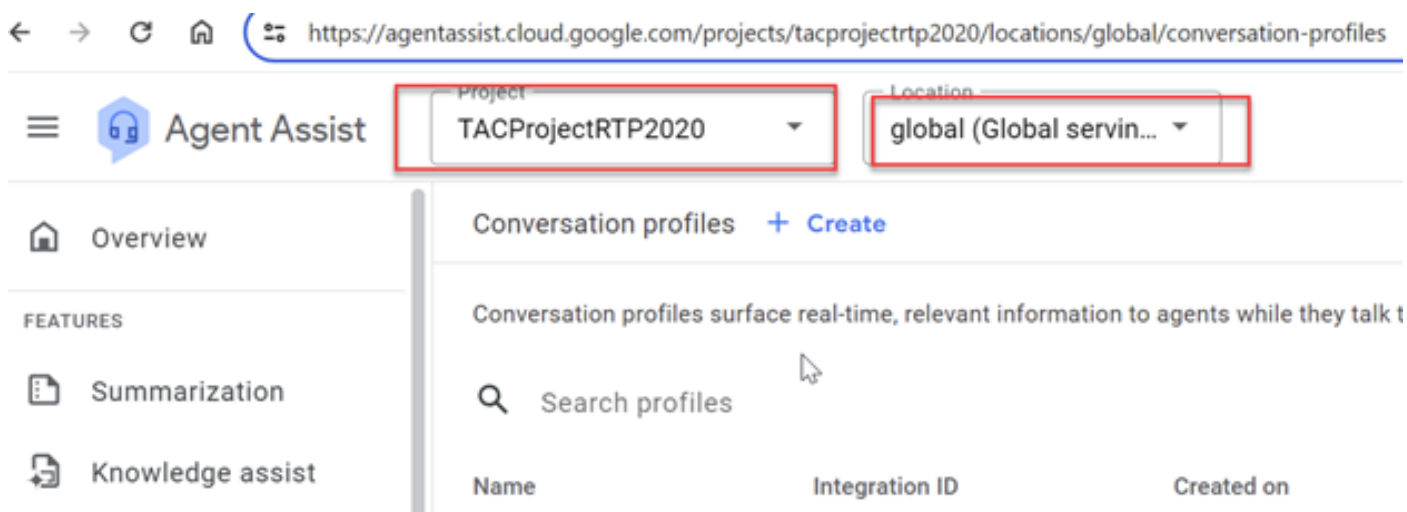 https://agentassist.cloud.google.com/projects/tacprojectrtp2020/locations/global/conversation-profiles
Agent Assist
Project
TACProjectRTP2020
Location
global (Global servin...
Overview
FEATURES
Summarization
Knowledge assist
Conversation profiles + Create
Conversation profiles surface real-time, relevant information to agents while they talk t
Search profiles
Name Integration ID Created on